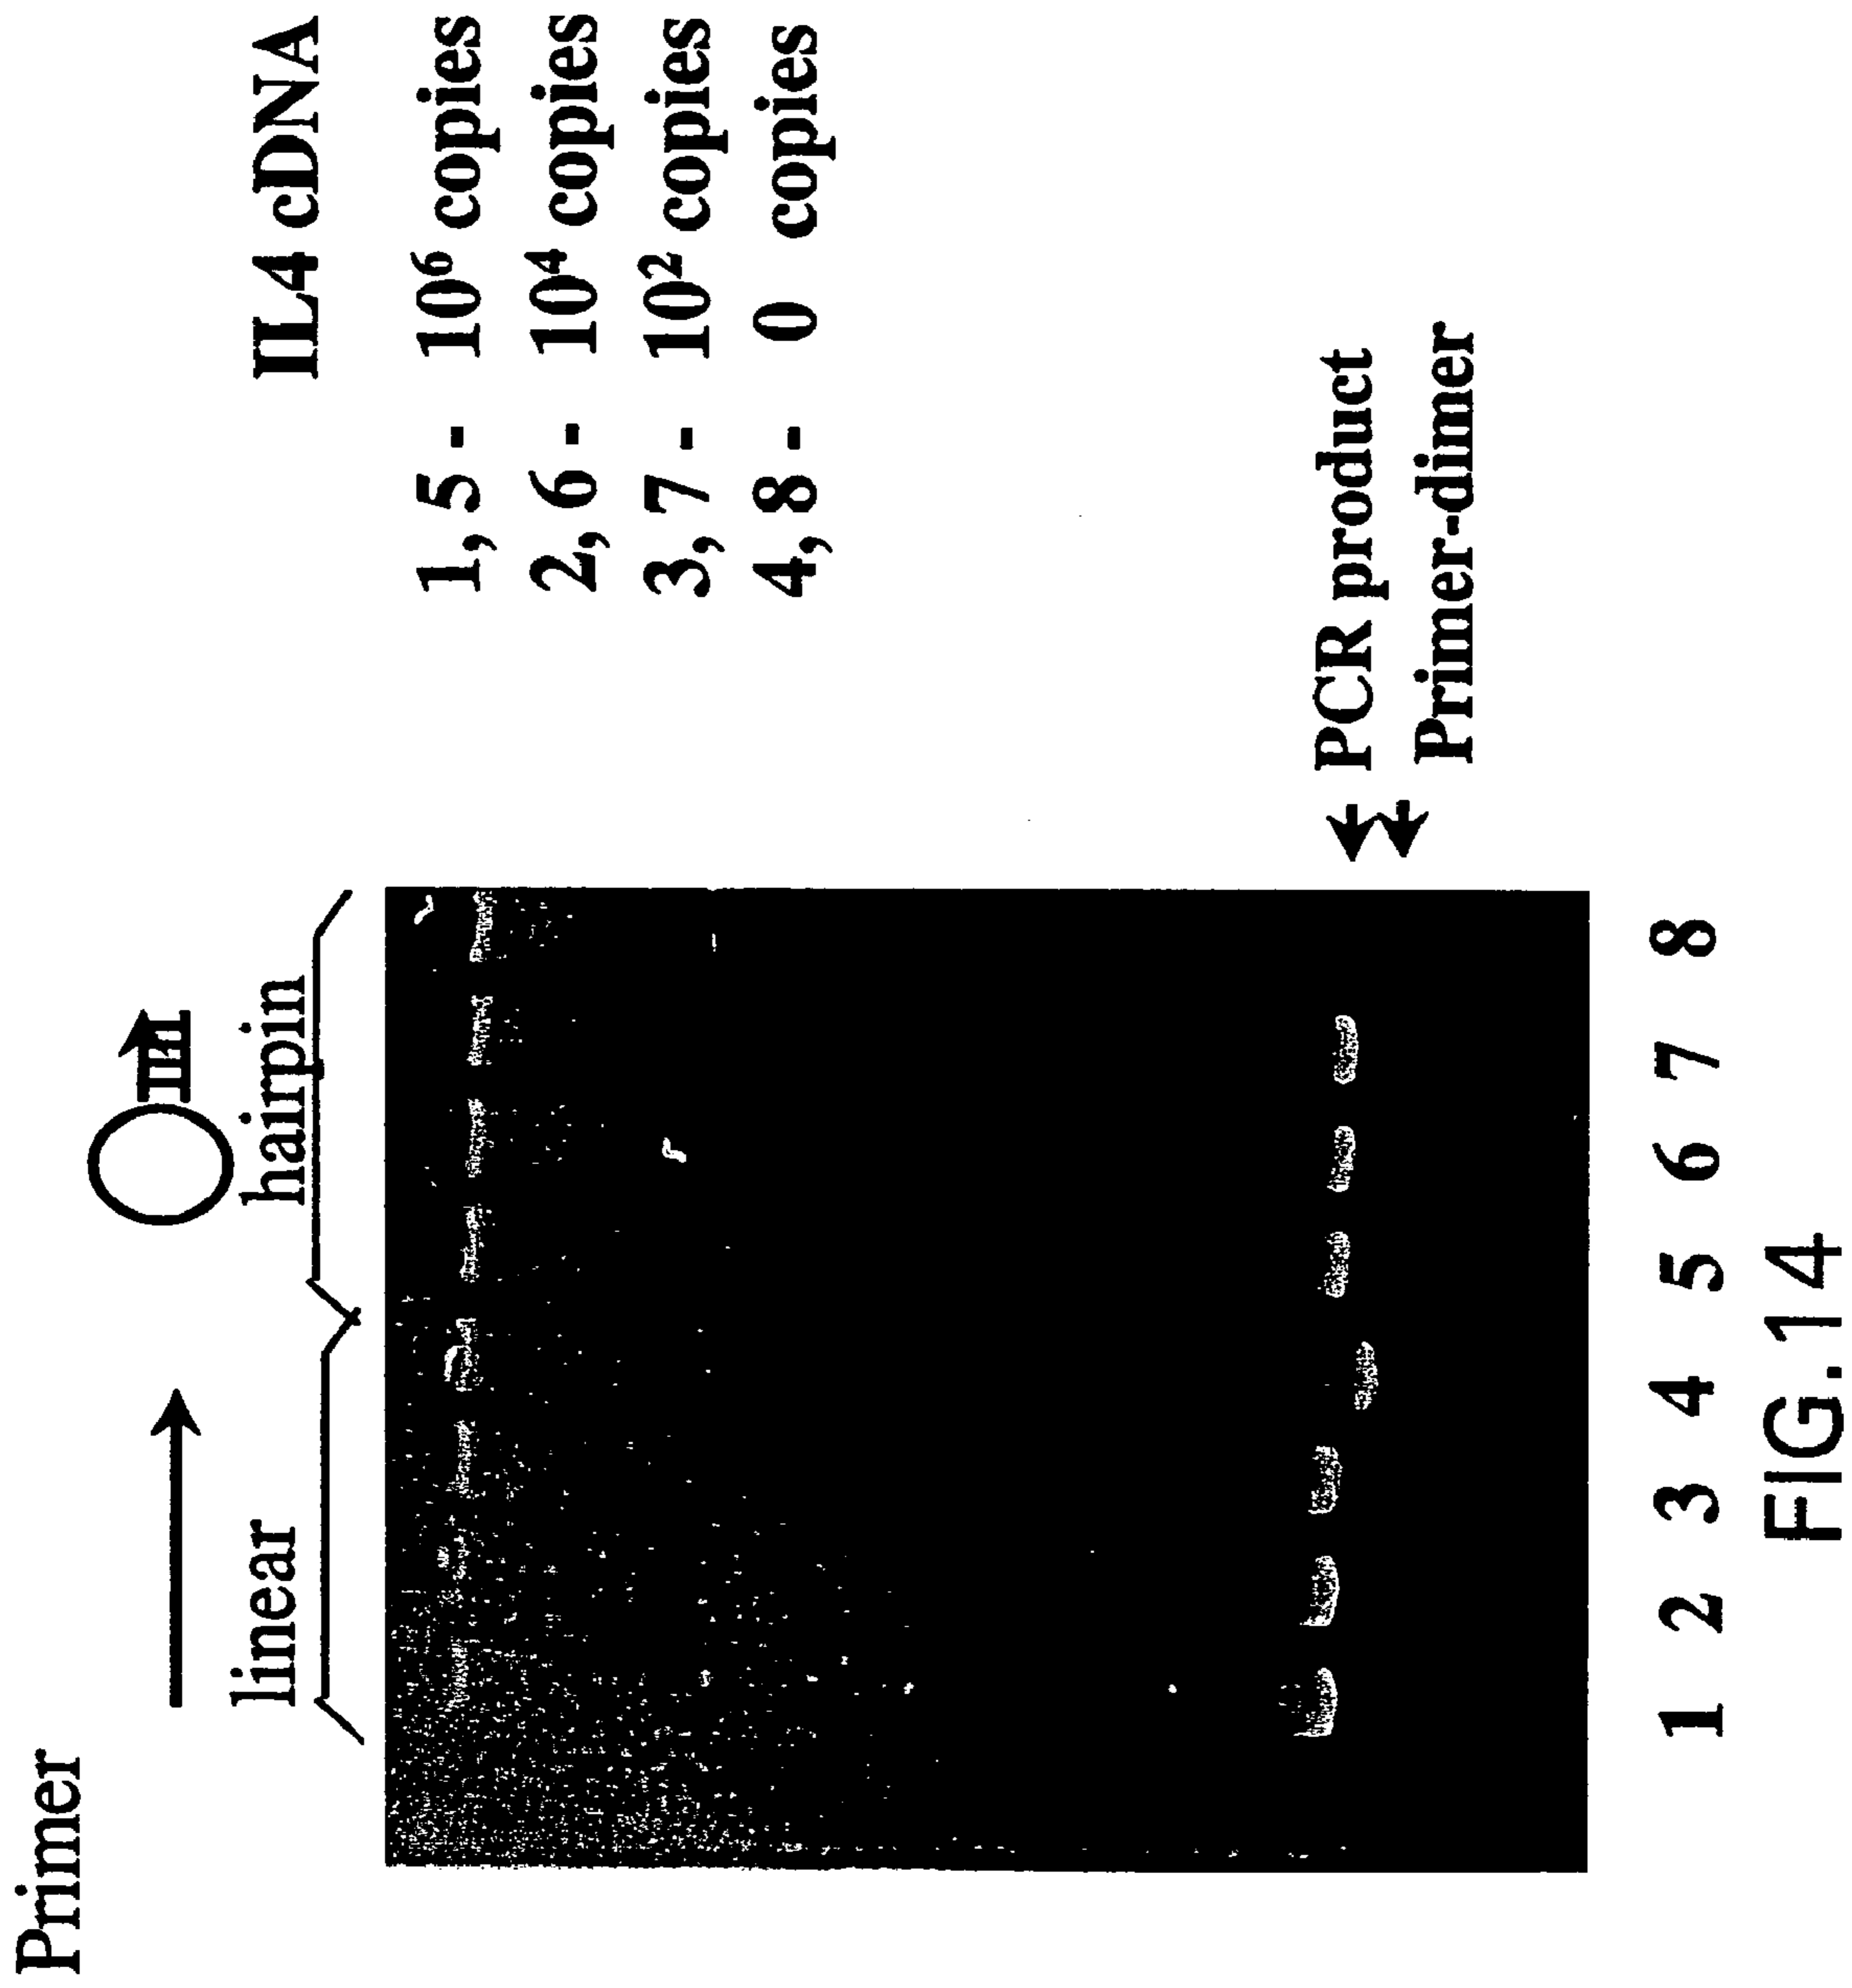 Primer
linear
hairpin
IL4 cDNA
1, 5 - 10⁶ copies
2, 6 - 10⁴ copies
3, 7 - 10² copies
4, 8 - 0 copies
PCR product
Primer-dimer
1 2 3 4 5 6 7 8
FIG.14